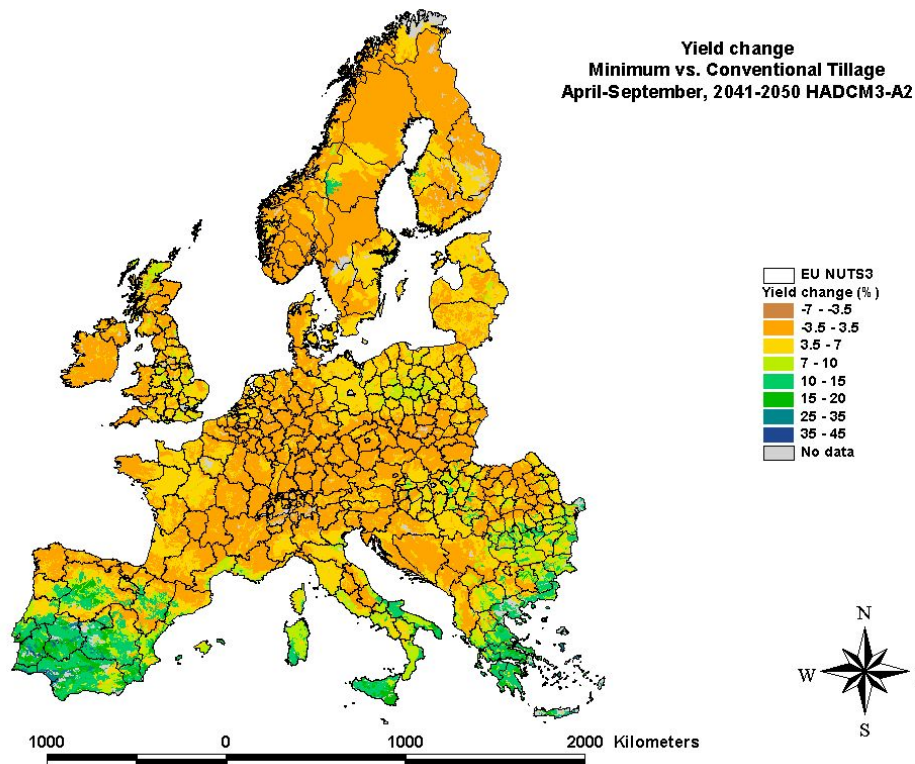 Yield change
Minimum vs. Conventional Tillage
April-September, 2041-2050 HADCM3-A2
EU NUTS3
Yield change (%)
-7 - -3.5
-3.5 - 3.5
3.5 - 7
7 - 10
10 - 15
15 - 20
25 - 35
35 - 45
No data
N
W E
S
1000 0 1000 2000 Kilometers